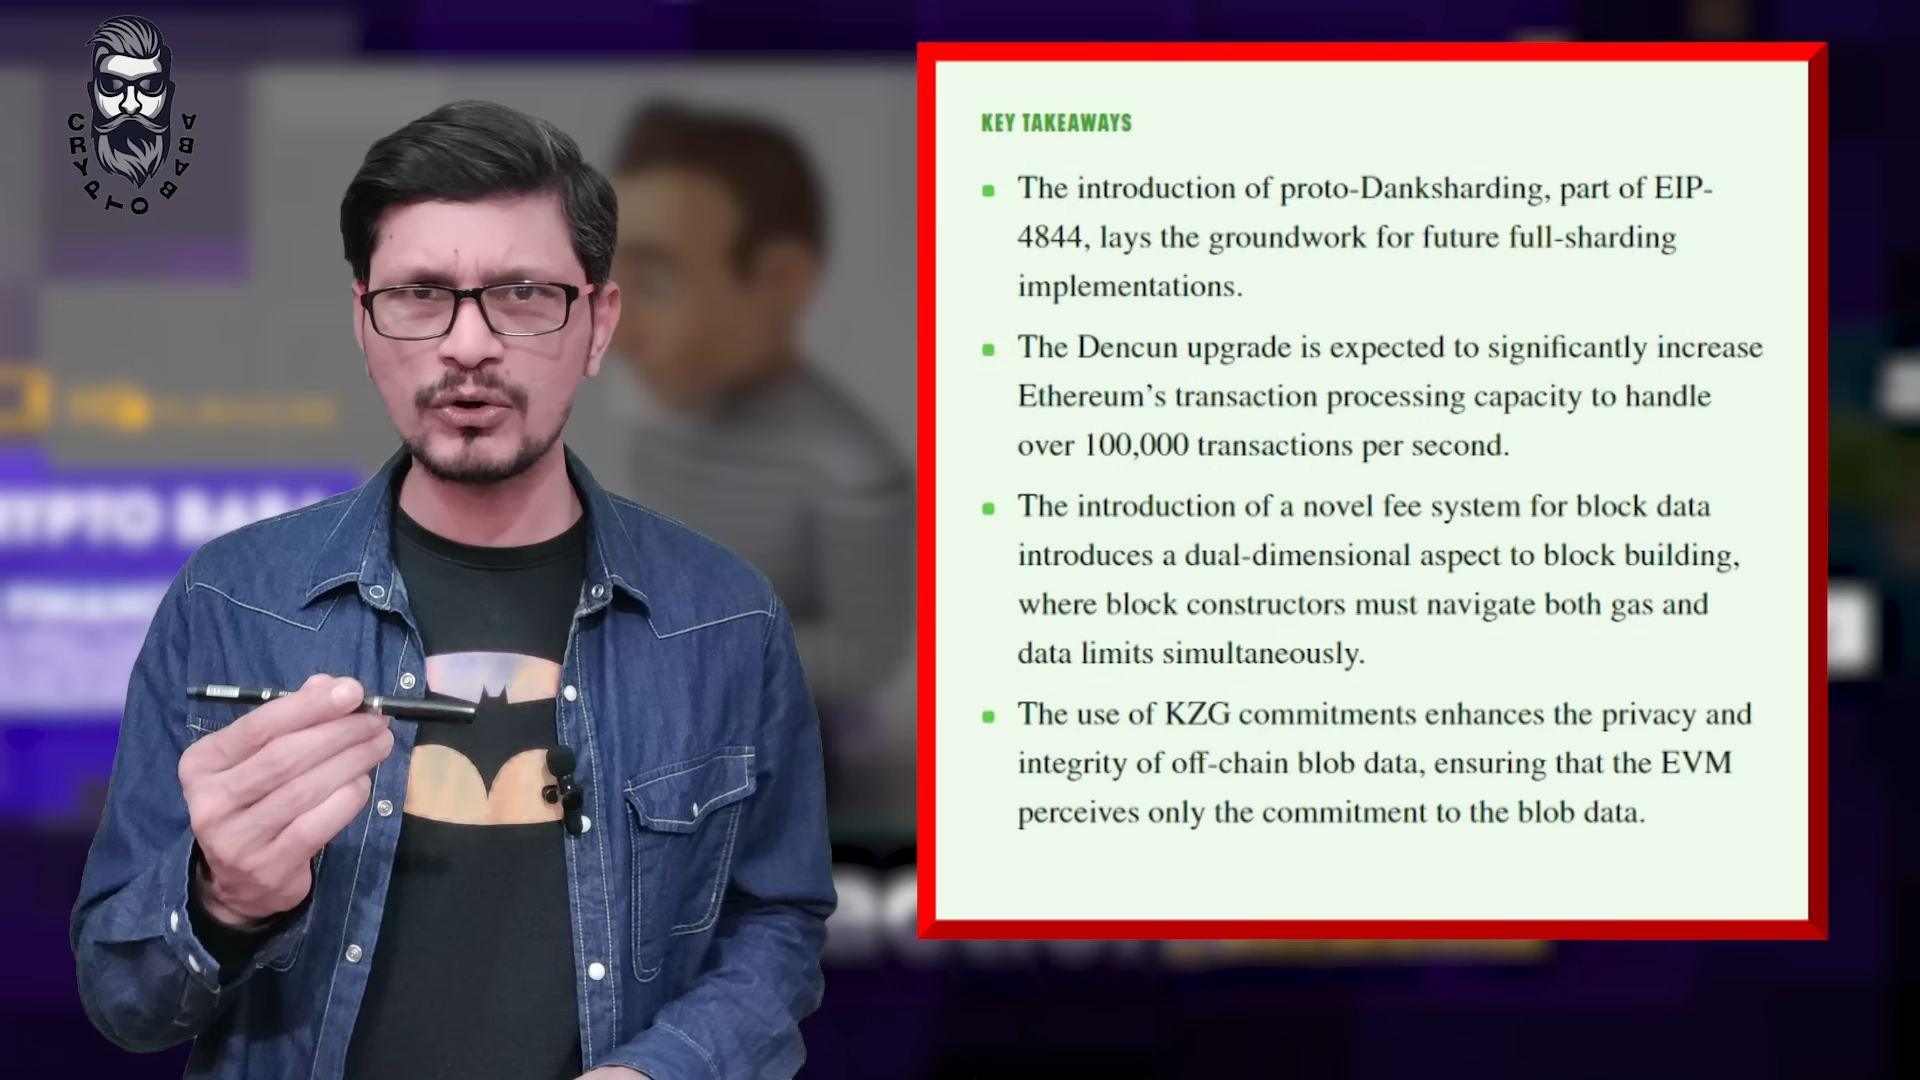 CRYPTO BABA
KEY TAKEAWAYS
The introduction of proto-Danksharding, part of EIP-
4844, lays the groundwork for future full-sharding
implementations.
The Dencun upgrade is expected to significantly increase
Ethereum’s transaction processing capacity to handle
over 100,000 transactions per second.
The introduction of a novel fee system for block data
introduces a dual-dimensional aspect to block building,
where block constructors must navigate both gas and
data limits simultaneously.
The use of KZG commitments enhances the privacy and
integrity of off-chain blob data, ensuring that the EVM
perceives only the commitment to the blob data.